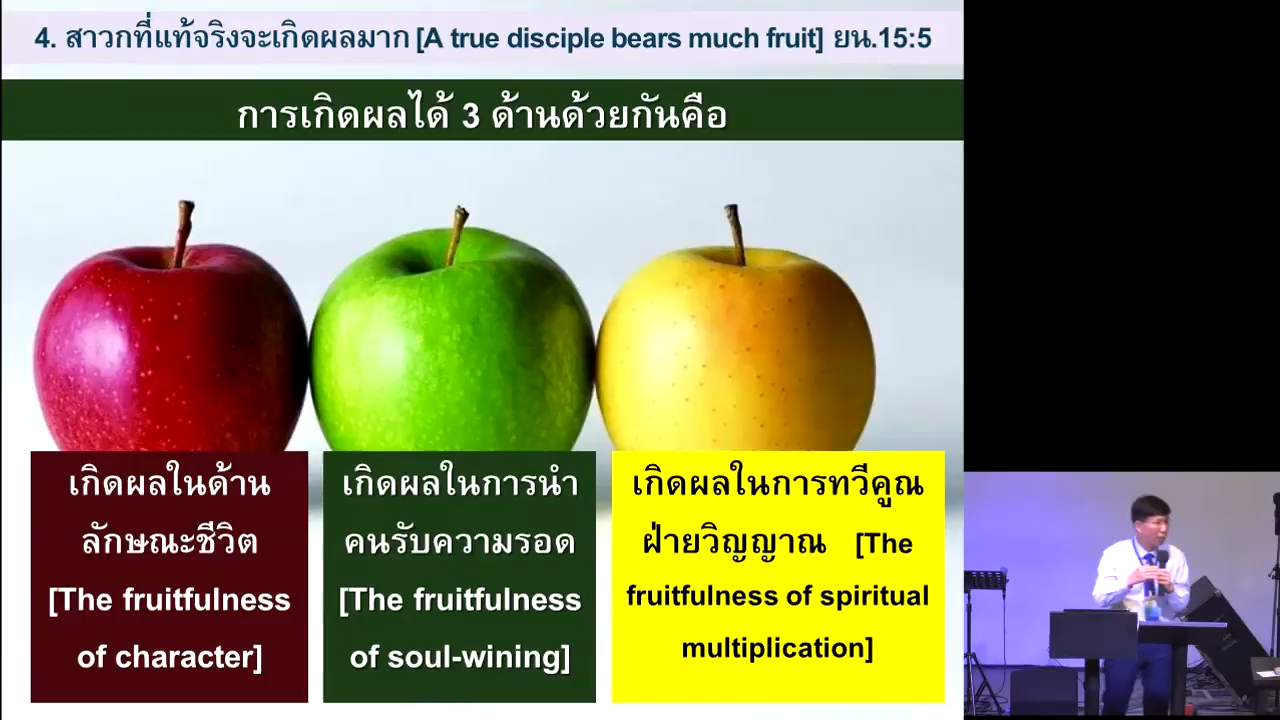 4. สาวกที่แท้จริงจะเกิดผลมาก [A true disciple bears much fruit] ยน.15:5
การเกิดผลได้ 3 ด้านด้วยกันคือ
เกิดผลในด้าน
ลักษณะชีวิต
[The fruitfulness
of character]
เกิดผลในการนำ
คนรับความรอด
[The fruitfulness
of soul-wining]
เกิดผลในการทวีคูณ
ฝ่ายวิญญาณ [The
fruitfulness of spiritual
multiplication]